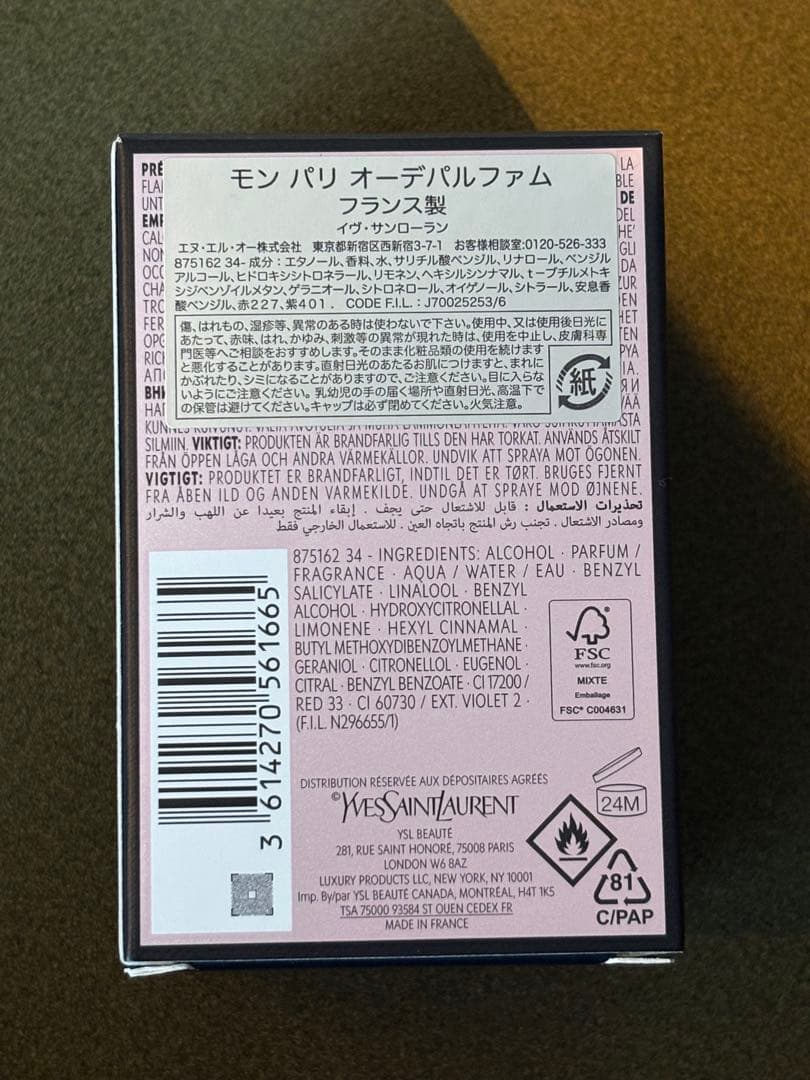 モン パリ オーデパルファム
フランス製
イヴ・サンローラン
エヌ・エル・オー株式会社 東京都新宿区西新宿3-7-1 お客様相談室:0120-526-333
875162 34- 成分:エタノール、香料、水、サリチル酸ベンジル、リナロール、ベンジル
アルコール、ヒドロキシシトロネラール、リモネン、ヘキシルシンナマル、t-ブチルメトキ
シジベンゾイルメタン、ゲラニオール、シトロネロール、オイゲノール、シトラール、安息香
酸ベンジル、赤227、紫401. CODE F.I.L.:J70025253/6
傷、はれもの、湿疹等、異常のある時は使わないで下さい。使用中、又は使用後日光に
あたって、赤味、はれ、かゆみ、刺激等の異常が現れた時は、使用を中止し、皮膚科専
門医等へご相談をおすすめします。そのまま化粧品類の使用を続けます
と悪化することがあります。直射日光のあたるお肌につけますと、まれに
かぶれたり、シミになることがありますので、ご注意ください。目に入らな
いようにご注意ください。乳幼児の手の届く場所や直射日光、高温下で
の保管は避けてください。キャップは必ず閉めてください。火気注意。
紙
SILMIIN. VIKTIGT: PRODUKTEN ÄR BRANDFARLIG TILLS DEN HAR TORKAT. ANVÄNDS ÅTSKILT
FRÅN ÖPPEN LÅGA OCH ANDRA VÄRMEKÄLLOR. UNDVIK ATT SPRAYA MOT ÖGONEN.
VIGTIGT: PRODUKTET ER BRANDFARLIGT, INDTIL DET ER TØRT. BRUGES FJERNT
FRA ÅBEN ILD OG ANDEN VARMEKILDE. UNDGÅ AT SPRAYE MOD ØJNENE.
تحذيرات الاستعمال : قابل للاشتعال حتى يجف . إبقاء المنتج بعيدا عن اللهب والشرار
ومصادر الاشتعال . تجنب رش المنتج باتجاه العين . للاستعمال الخارجي فقط
875162 34 - INGREDIENTS: ALCOHOL · PARFUM /
FRAGRANCE · AQUA / WATER / EAU · BENZYL
SALICYLATE · LINALOOL · BENZYL
ALCOHOL · HYDROXYCITRONELLAL ·
LIMONENE · HEXYL CINNAMAL ·
BUTYL METHOXYDIBENZOYLMETHANE ·
GERANIOL · CITRONELLOL · EUGENOL ·
CITRAL · BENZYL BENZOATE · CI 17200 /
RED 33 · CI 60730 / EXT. VIOLET 2 ·
(F.I.L. N296655/1)
FSC
www.fsc.org
MIXTE
Emballage
FSC® C004631
3 614270 561665
DISTRIBUTION RÉSERVÉE AUX DÉPOSITAIRES AGRÉÉS
©YVESSAINTLAURENT
YSL BEAUTÉ
281, RUE SAINT HONORÉ, 75008 PARIS
LONDON W6 8AZ
LUXURY PRODUCTS LLC, NEW YORK, NY 10001
Imp. By/par YSL BEAUTÉ CANADA, MONTRÉAL, H4T 1K5
TSA 75000 93584 ST OUEN CEDEX FR
MADE IN FRANCE
24M
81
C/PAP